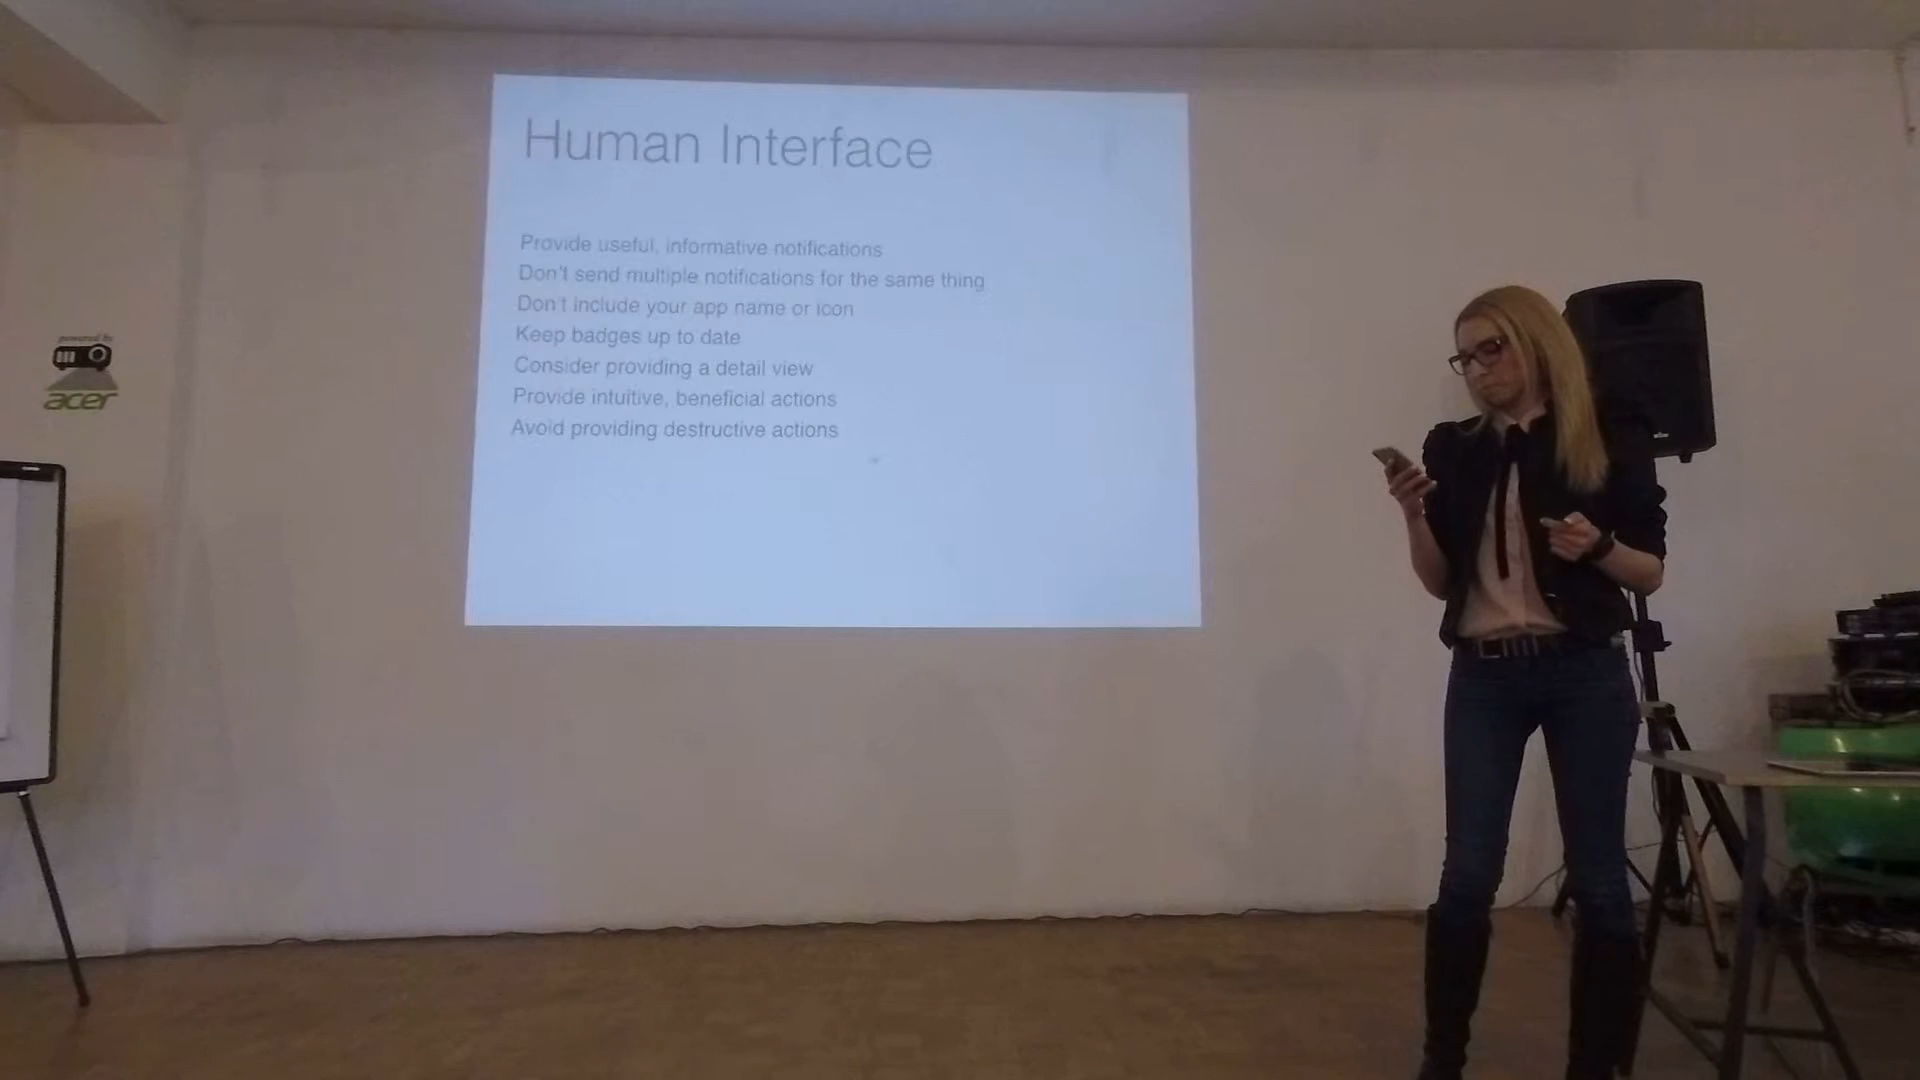 Human Interface
Provide useful, informative notifications
Don't send multiple notifications for the same thing
Don't include your app name or icon
Keep badges up to date
Consider providing a detail view
Provide intuitive, beneficial actions
Avoid providing destructive actions
powered by
acer